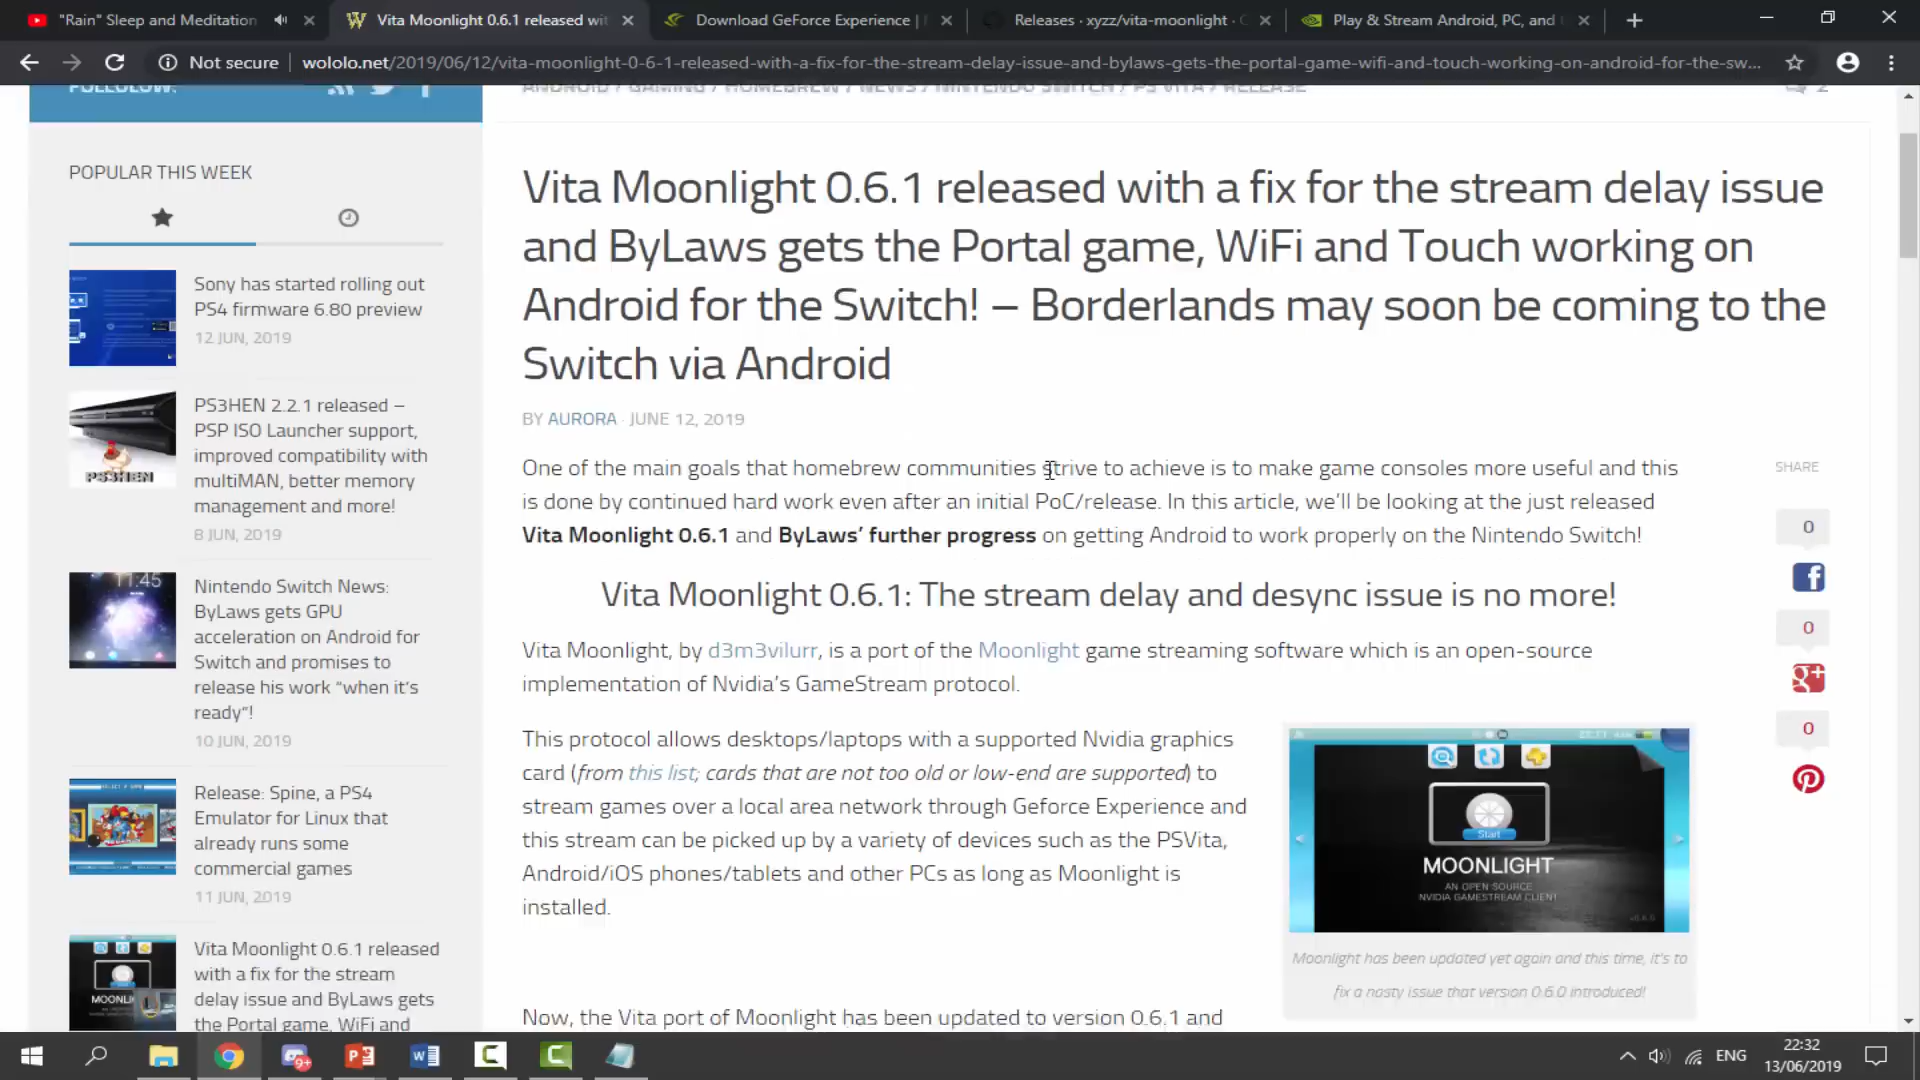 "Rain" Sleep and Meditation
Vita Moonlight 0.6.1 released wit
Download GeForce Experience |
Releases · xyzz/vita-moonlight ·
Play & Stream Android, PC, and
Not secure
wololo.net/2019/06/12/vita-moonlight-0-6-1-released-with-a-fix-for-the-stream-delay-issue-and-bylaws-gets-the-portal-game-wifi-and-touch-working-on-android-for-the-sw...
ANDROID / GAMING / HOMEBREW / NEWS / NINTENDO SWITCH / PS VITA / RELEASE
2
POPULAR THIS WEEK
Sony has started rolling out
PS4 firmware 6.80 preview
12 JUN, 2019
PS3HEN 2.2.1 released –
PSP ISO Launcher support,
improved compatibility with
multiMAN, better memory
management and more!
8 JUN, 2019
PS3HEN
Nintendo Switch News:
ByLaws gets GPU
acceleration on Android for
Switch and promises to
release his work “when it’s
ready”!
10 JUN, 2019
11:45
Release: Spine, a PS4
Emulator for Linux that
already runs some
commercial games
11 JUN, 2019
Vita Moonlight 0.6.1 released
with a fix for the stream
delay issue and ByLaws gets
the Portal game, WiFi and
Vita Moonlight 0.6.1 released with a fix for the stream delay issue
and ByLaws gets the Portal game, WiFi and Touch working on
Android for the Switch! – Borderlands may soon be coming to the
Switch via Android
BY AURORA · JUNE 12, 2019
One of the main goals that homebrew communities strive to achieve is to make game consoles more useful and this
is done by continued hard work even after an initial PoC/release. In this article, we’ll be looking at the just released
Vita Moonlight 0.6.1 and ByLaws’ further progress on getting Android to work properly on the Nintendo Switch!
Vita Moonlight 0.6.1: The stream delay and desync issue is no more!
Vita Moonlight, by d3m3vilurr, is a port of the Moonlight game streaming software which is an open-source
implementation of Nvidia’s GameStream protocol.
This protocol allows desktops/laptops with a supported Nvidia graphics
card (from this list; cards that are not too old or low-end are supported) to
stream games over a local area network through Geforce Experience and
this stream can be picked up by a variety of devices such as the PSVita,
Android/iOS phones/tablets and other PCs as long as Moonlight is
installed.
Now, the Vita port of Moonlight has been updated to version 0.6.1 and
Start
MOONLIGHT
AN OPEN SOURCE
NVIDIA GAMESTREAM CLIENT
Moonlight has been updated yet again and this time, it's to
fix a nasty issue that version 0.6.0 introduced!
SHARE
0
0
0
9+
ENG
22:32
13/06/2019